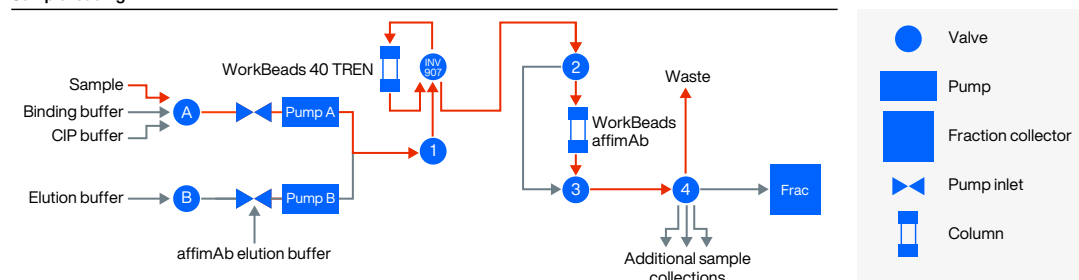 Sample
Binding buffer
CIP buffer
A
Pump A
WorkBeads 40 TREN
INV
907
1
2
WorkBeads
affimAb
3
Waste
4
Frac
Additional sample
collections
Elution buffer
B
Pump B
affimAb elution buffer
Valve
Pump
Fraction collector
Pump inlet
Column